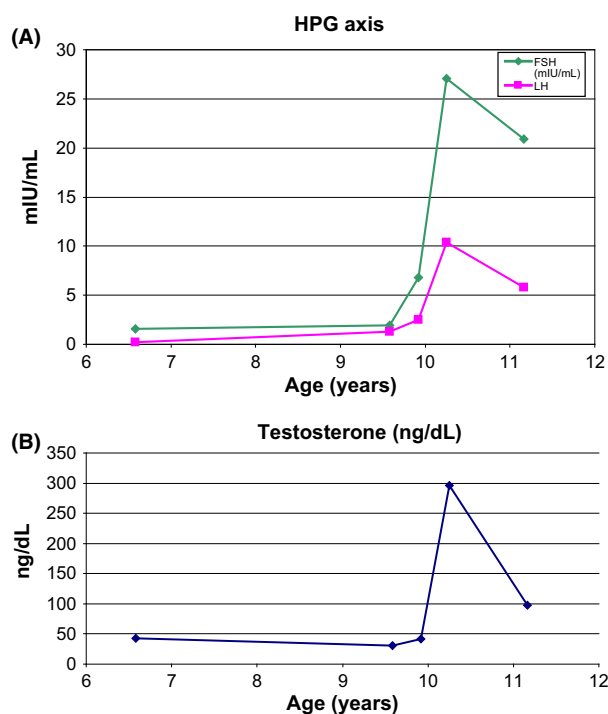 (A)
HPG axis
30
25
20
15
10
5
0
mIU/mL
FSH
(mIU/mL)
LH
6 7 8 9 10 11 12
Age (years)
(B)
Testosterone (ng/dL)
350
300
250
200
150
100
50
0
ng/dL
6 7 8 9 10 11 12
Age (years)